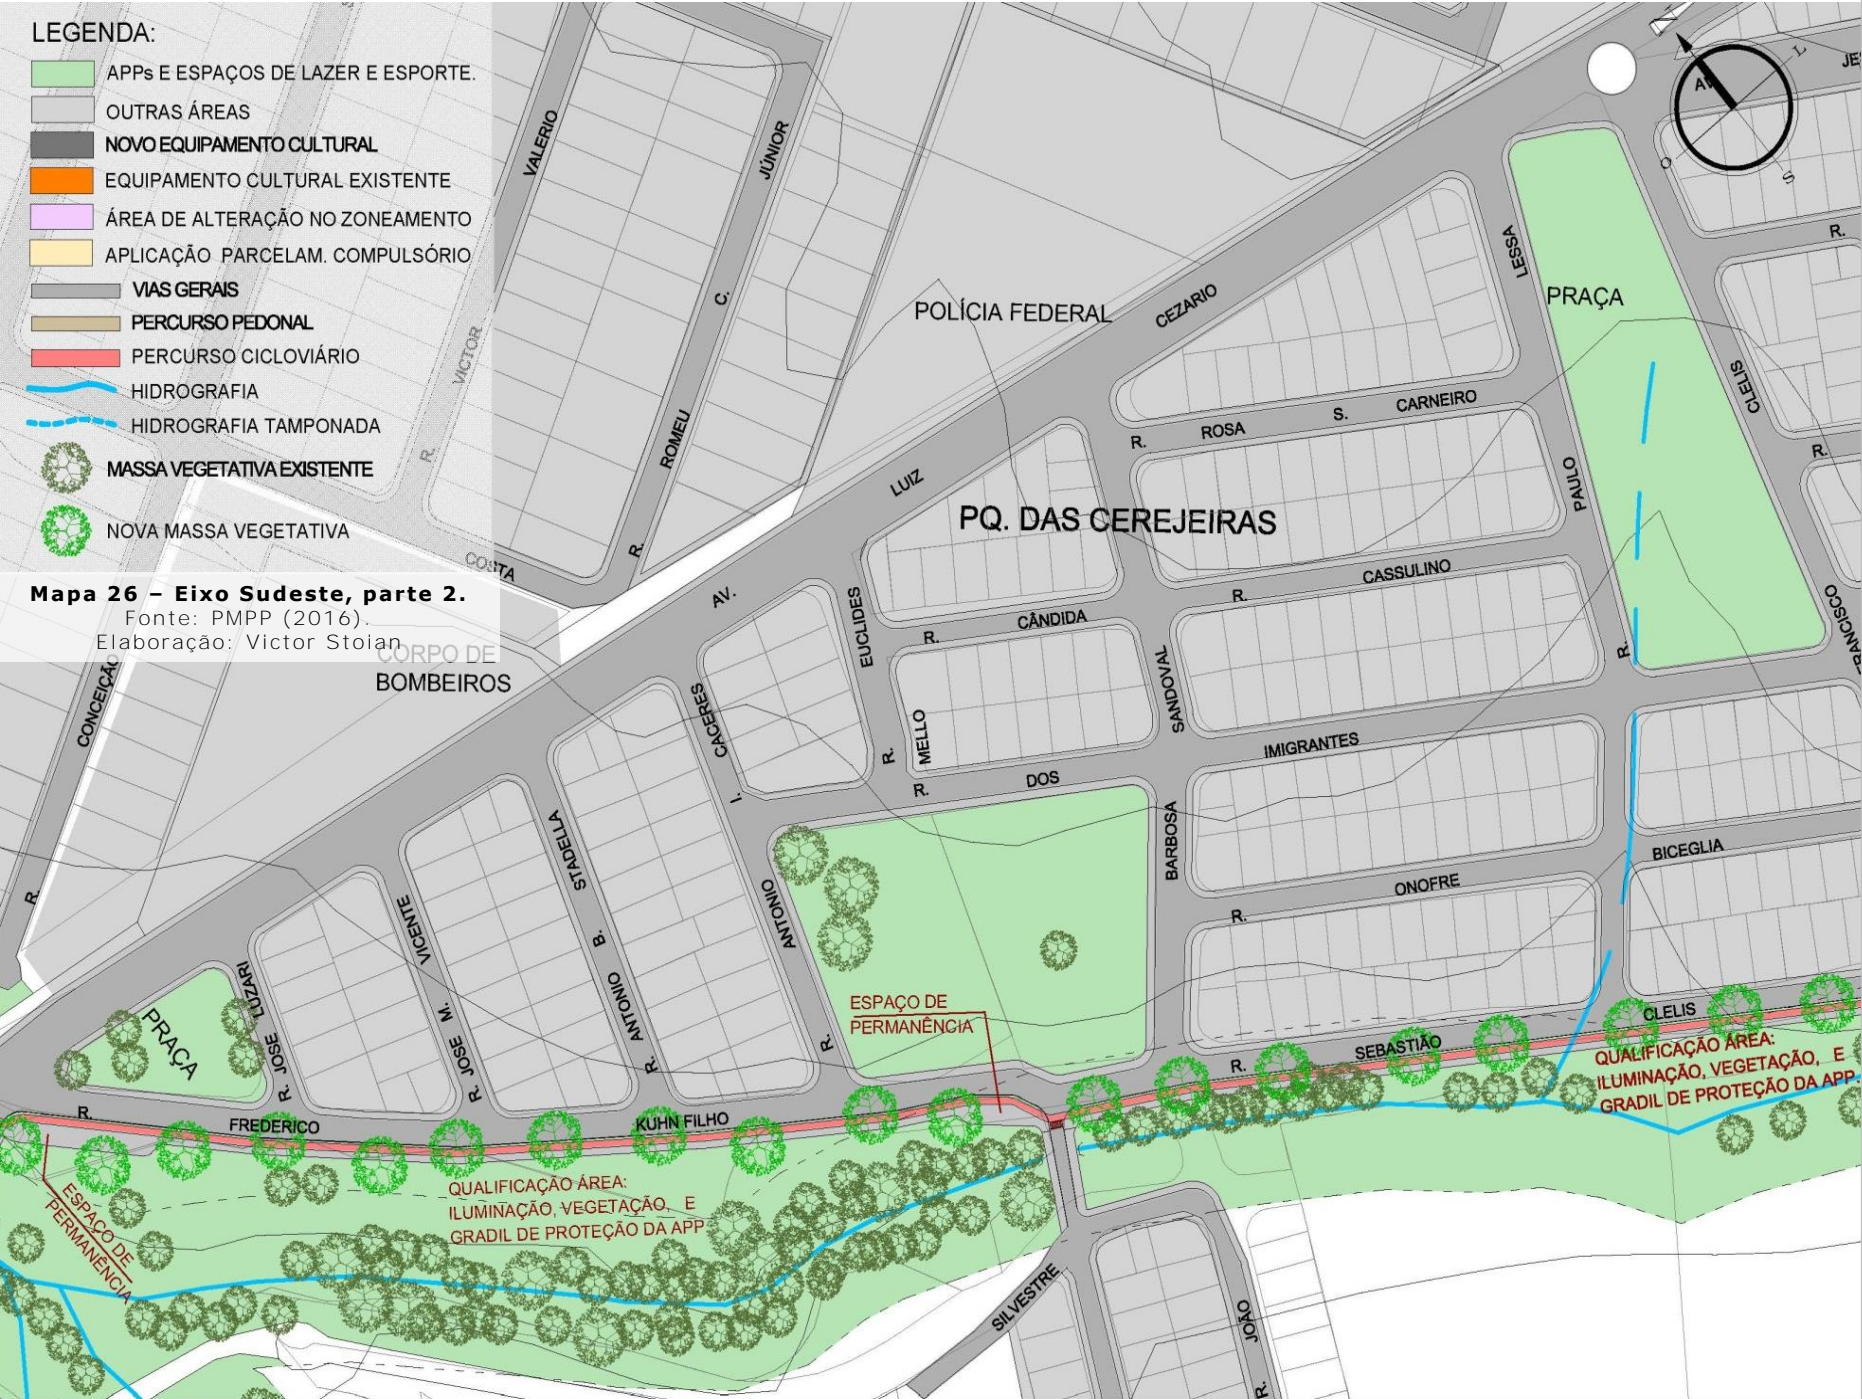 LEGENDA:
APPs E ESPAÇOS DE LAZER E ESPORTE.
OUTRAS ÁREAS
NOVO EQUIPAMENTO CULTURAL
EQUIPAMENTO CULTURAL EXISTENTE
ÁREA DE ALTERAÇÃO NO ZONEAMENTO
APLICAÇÃO PARCELAM. COMPULSÓRIO
VIAS GERAIS
PERCURSO PEDONAL
PERCURSO CICLOVIÁRIO
HIDROGRAFIA
HIDROGRAFIA TAMPONADA
MASSA VEGETATIVA EXISTENTE
NOVA MASSA VEGETATIVA
Mapa 26 – Eixo Sudeste, parte 2.
Fonte: PMPP (2016).
Elaboração: Victor Stoian
CORPO DE
BOMBEIROS
R. VICTOR
VALERIO
COSTA
R. ROMEU C. JÚNIOR
R. CONCEIÇÃO
POLÍCIA FEDERAL
AV. LUIZ CEZARIO
AV.
JES
N
L
O
S
PQ. DAS CEREJEIRAS
PRAÇA
R. PAULO LESSA
FRANCISCO CLELIS
R.
R.
R. ROSA S. CARNEIRO
R. CASSULINO
R. CÂNDIDA
R. EUCLIDES
MELLO
SANDOVAL
BARBOSA
R. DOS IMIGRANTES
R. ONOFRE BICEGLIA
R. ANTONIO I. CACERES
R. ANTONIO B. STADELLA
R. JOSE M. VICENTE
R. JOSE LUZARI
PRAÇA
ESPAÇO DE
PERMANÊNCIA
R. SEBASTIÃO CLELIS
R. FREDERICO KUHN FILHO
QUALIFICAÇÃO ÁREA:
ILUMINAÇÃO, VEGETAÇÃO, E
GRADIL DE PROTEÇÃO DA APP.
QUALIFICAÇÃO ÁREA:
ILUMINAÇÃO, VEGETAÇÃO, E
GRADIL DE PROTEÇÃO DA APP
ESPAÇO DE
PERMANÊNCIA
SILVESTRE
R. JOÃO